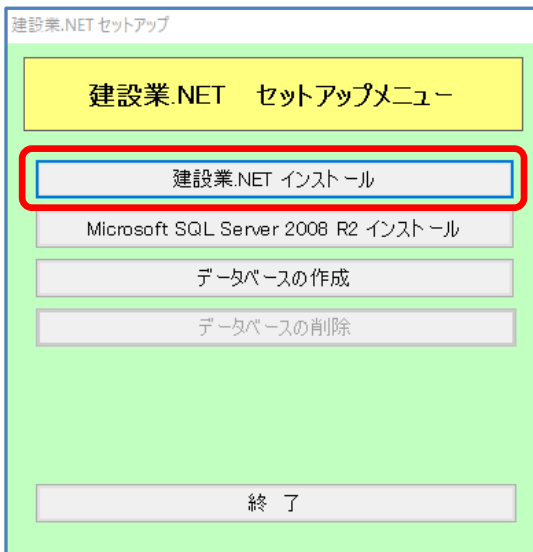 建設業.NET セットアップ
建設業.NET　セットアップメニュー
建設業.NET インストール
Microsoft SQL Server 2008 R2 インストール
データベースの作成
データベースの削除
終　了